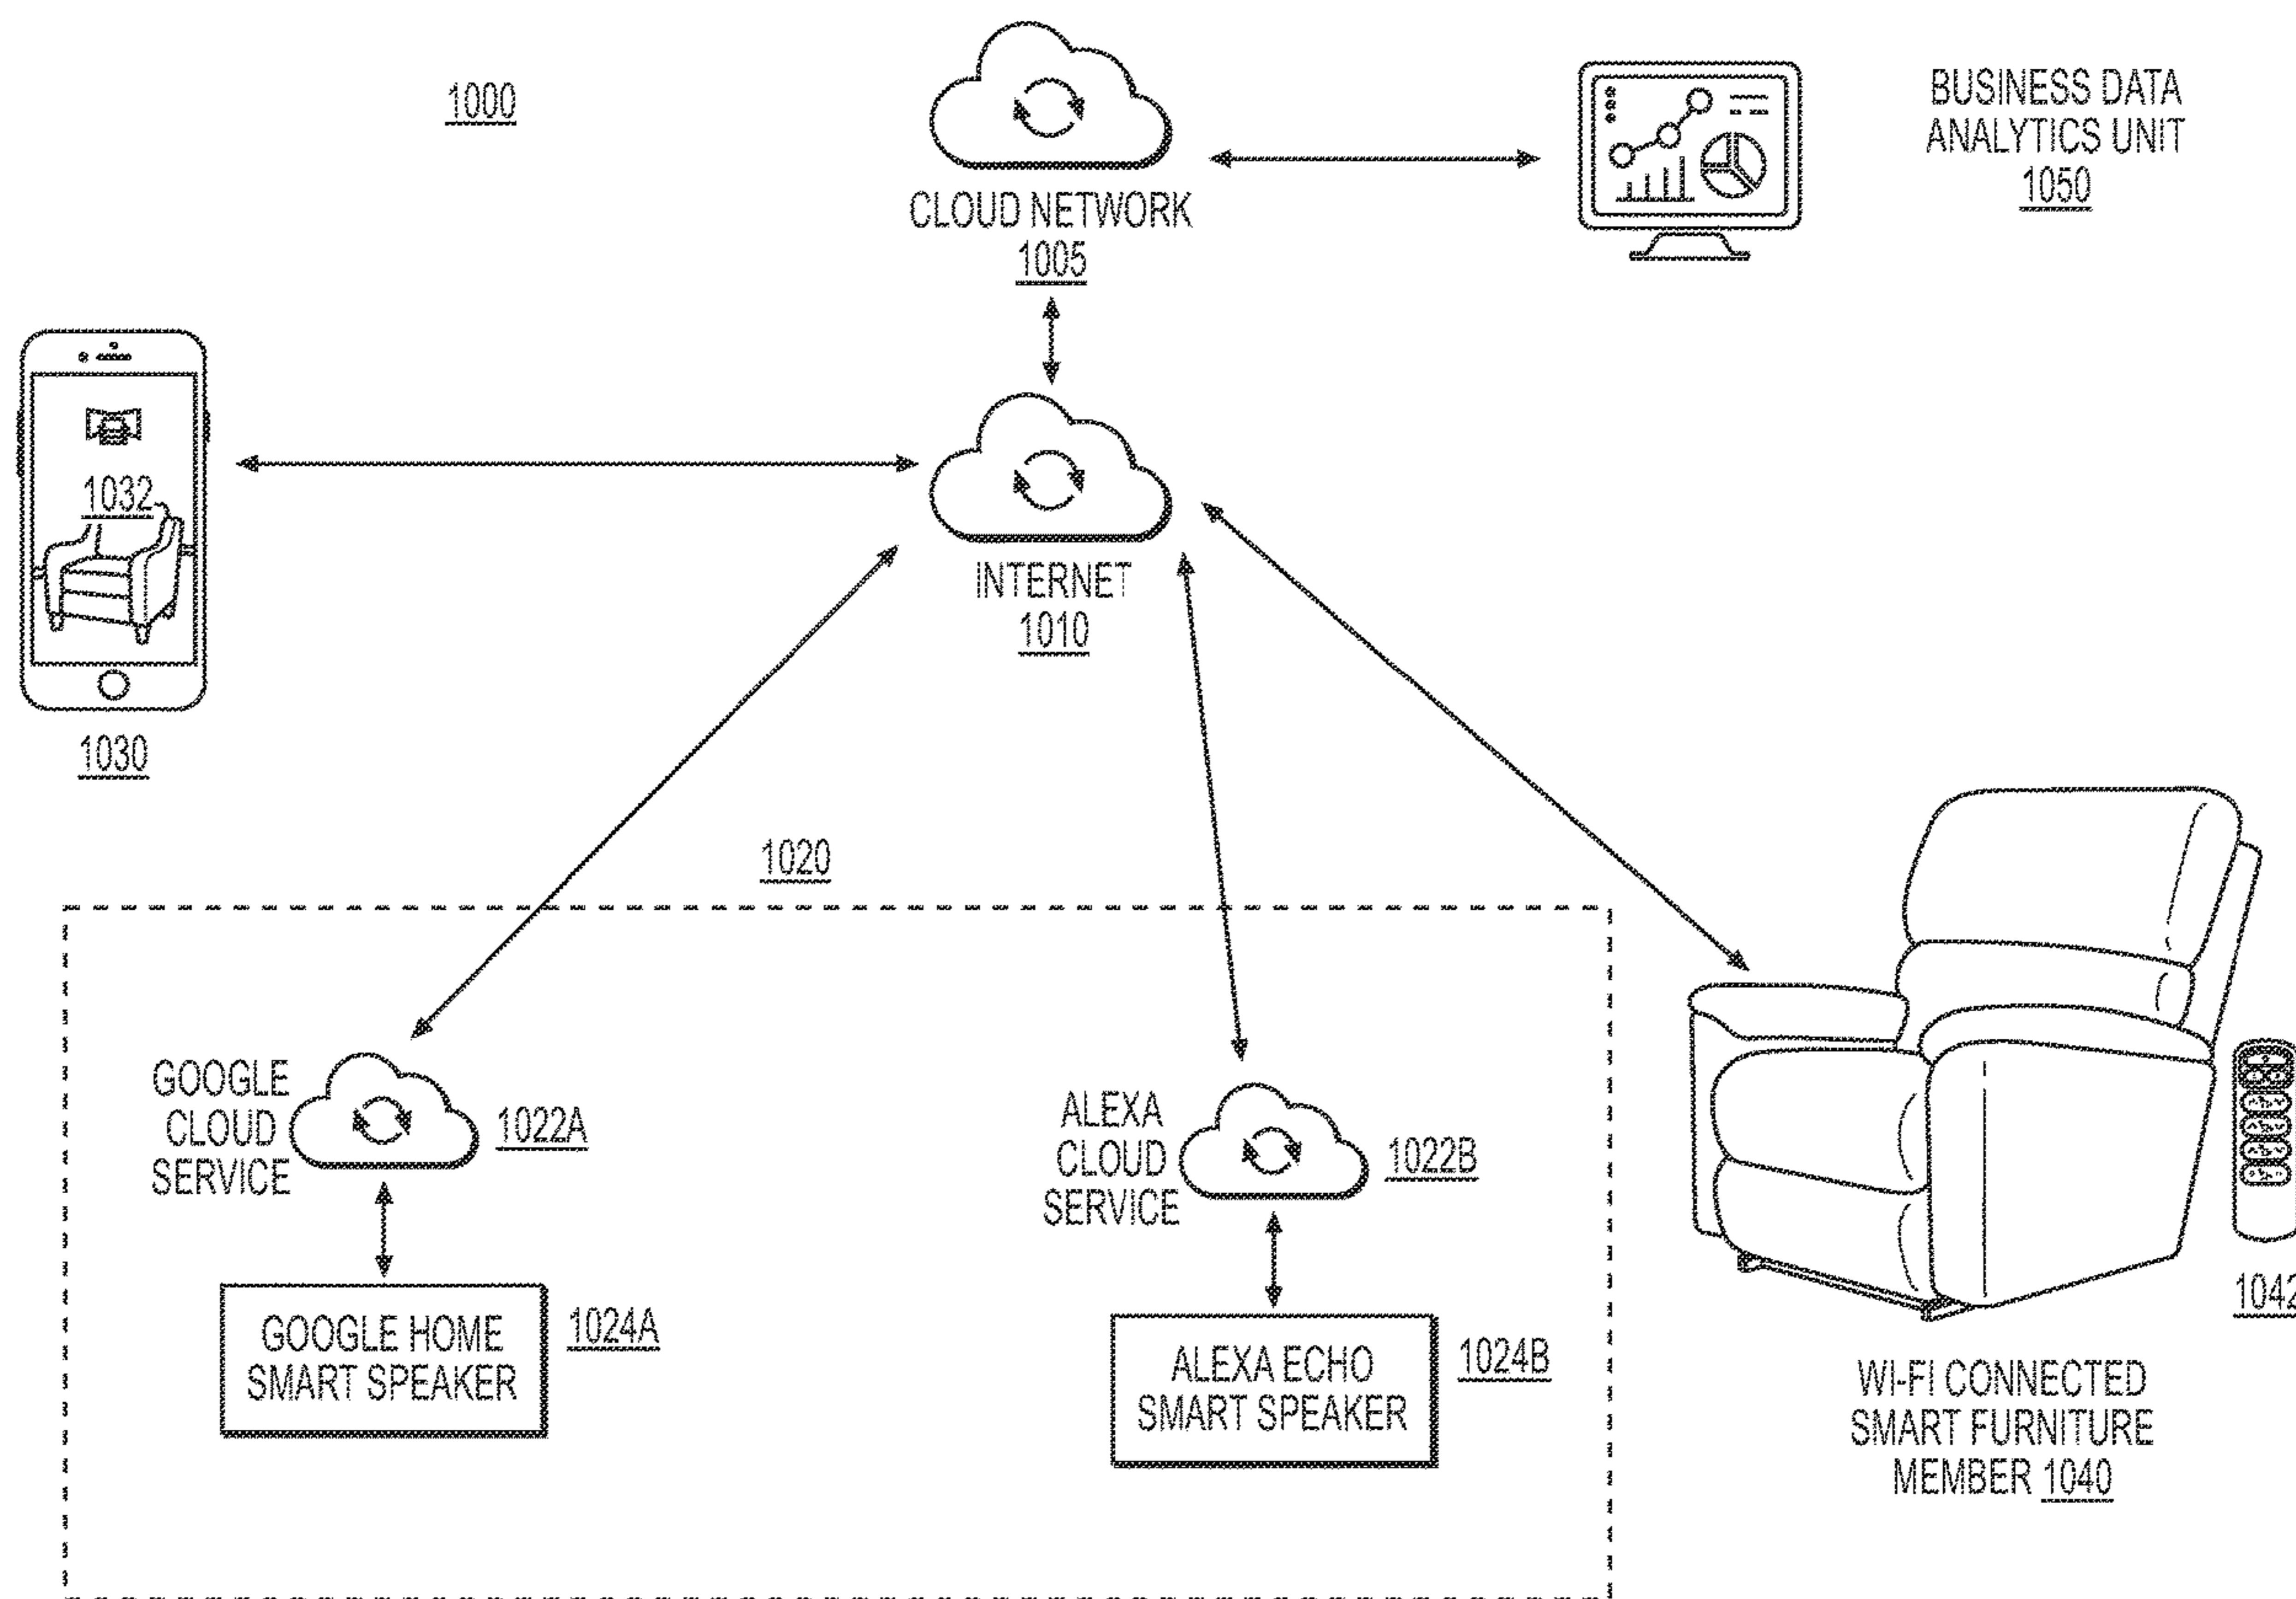 1000
BUSINESS DATA
ANALYTICS UNIT
1050
CLOUD NETWORK
1005
1032
INTERNET
1010
1030
1020
GOOGLE
CLOUD
SERVICE
1022A
ALEXA
CLOUD
SERVICE
1022B
GOOGLE HOME
SMART SPEAKER
1024A
ALEXA ECHO
SMART SPEAKER
1024B
1042
WI-FI CONNECTED
SMART FURNITURE
MEMBER 1040